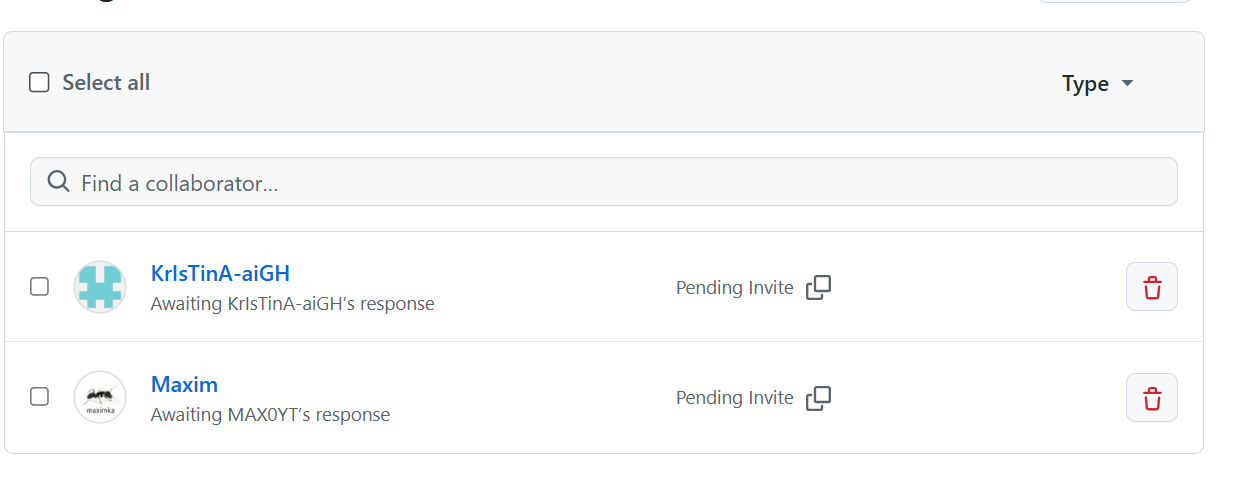 Select all
Type
Find a collaborator...
KrIsTinA-aiGH
Awaiting KrIsTinA-aiGH's response
Pending Invite
maximka
Maxim
Awaiting MAX0YT's response
Pending Invite